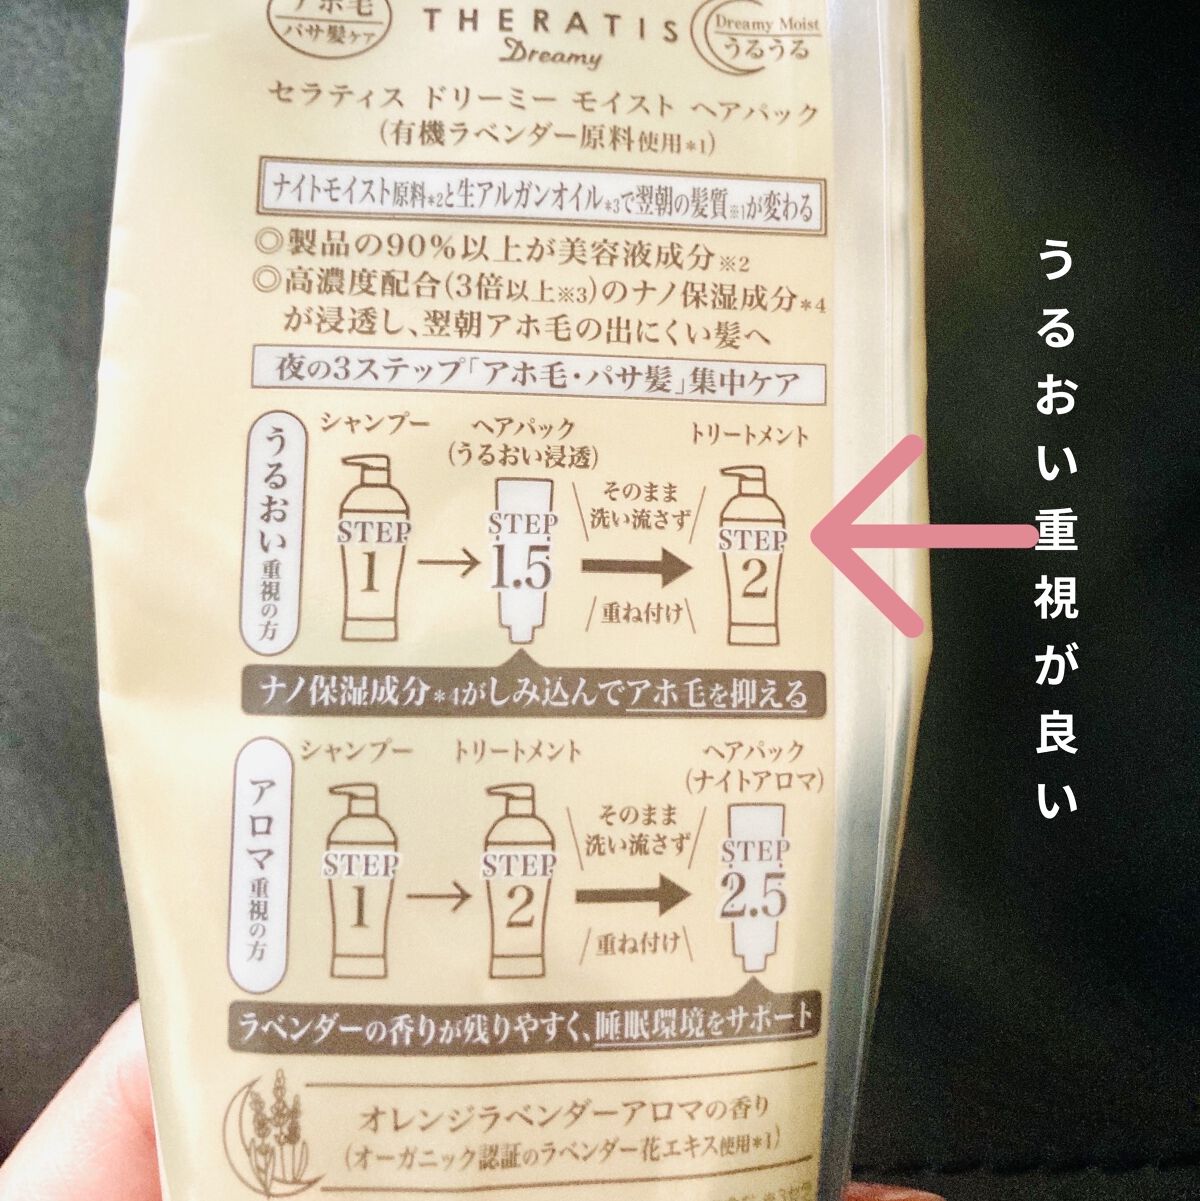 アホ毛
パサ髪ケア
THERATIS
Dreamy
Dreamy Moist
うるうる
セラティス ドリーミー モイスト ヘアパック
(有機ラベンダー原料使用*1)
ナイトモイスト原料*2と生アルガンオイル*3で翌朝の髪質※1が変わる
◎製品の90%以上が美容液成分※2
◎高濃度配合(3倍以上※3)のナノ保湿成分*4
が浸透し、翌朝アホ毛の出にくい髪へ
夜の3ステップ「アホ毛・パサ髪」集中ケア
うるおい重視の方
シャンプー
STEP
1
ヘアパック
(うるおい浸透)
STEP
1.5
そのまま
洗い流さず
重ね付け
トリートメント
STEP
2
ナノ保湿成分*4がしみ込んでアホ毛を抑える
アロマ重視の方
シャンプー
STEP
1
トリートメント
STEP
2
そのまま
洗い流さず
重ね付け
ヘアパック
(ナイトアロマ)
STEP
2.5
ラベンダーの香りが残りやすく、睡眠環境をサポート
オレンジラベンダーアロマの香り
(オーガニック認証のラベンダー花エキス使用*1)
うるおい重視が良い